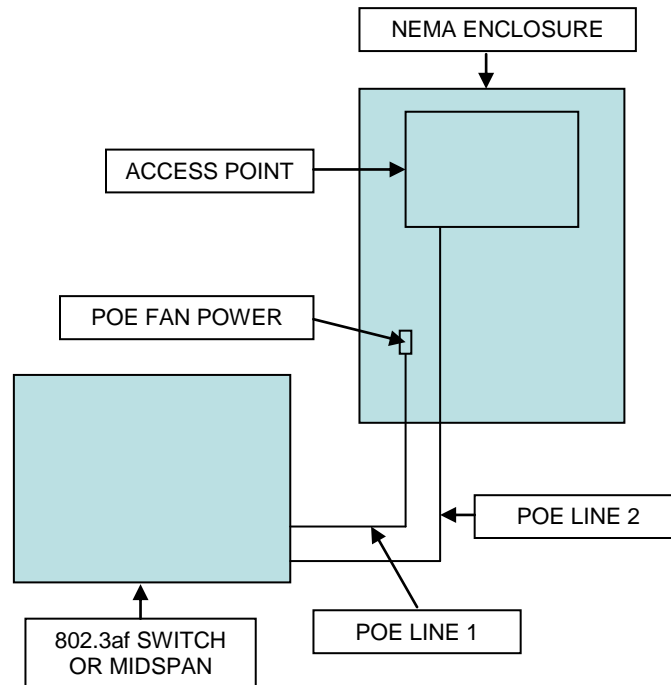 NEMA ENCLOSURE
ACCESS POINT
POE FAN POWER
POE LINE 2
POE LINE 1
802.3af SWITCH
OR MIDSPAN